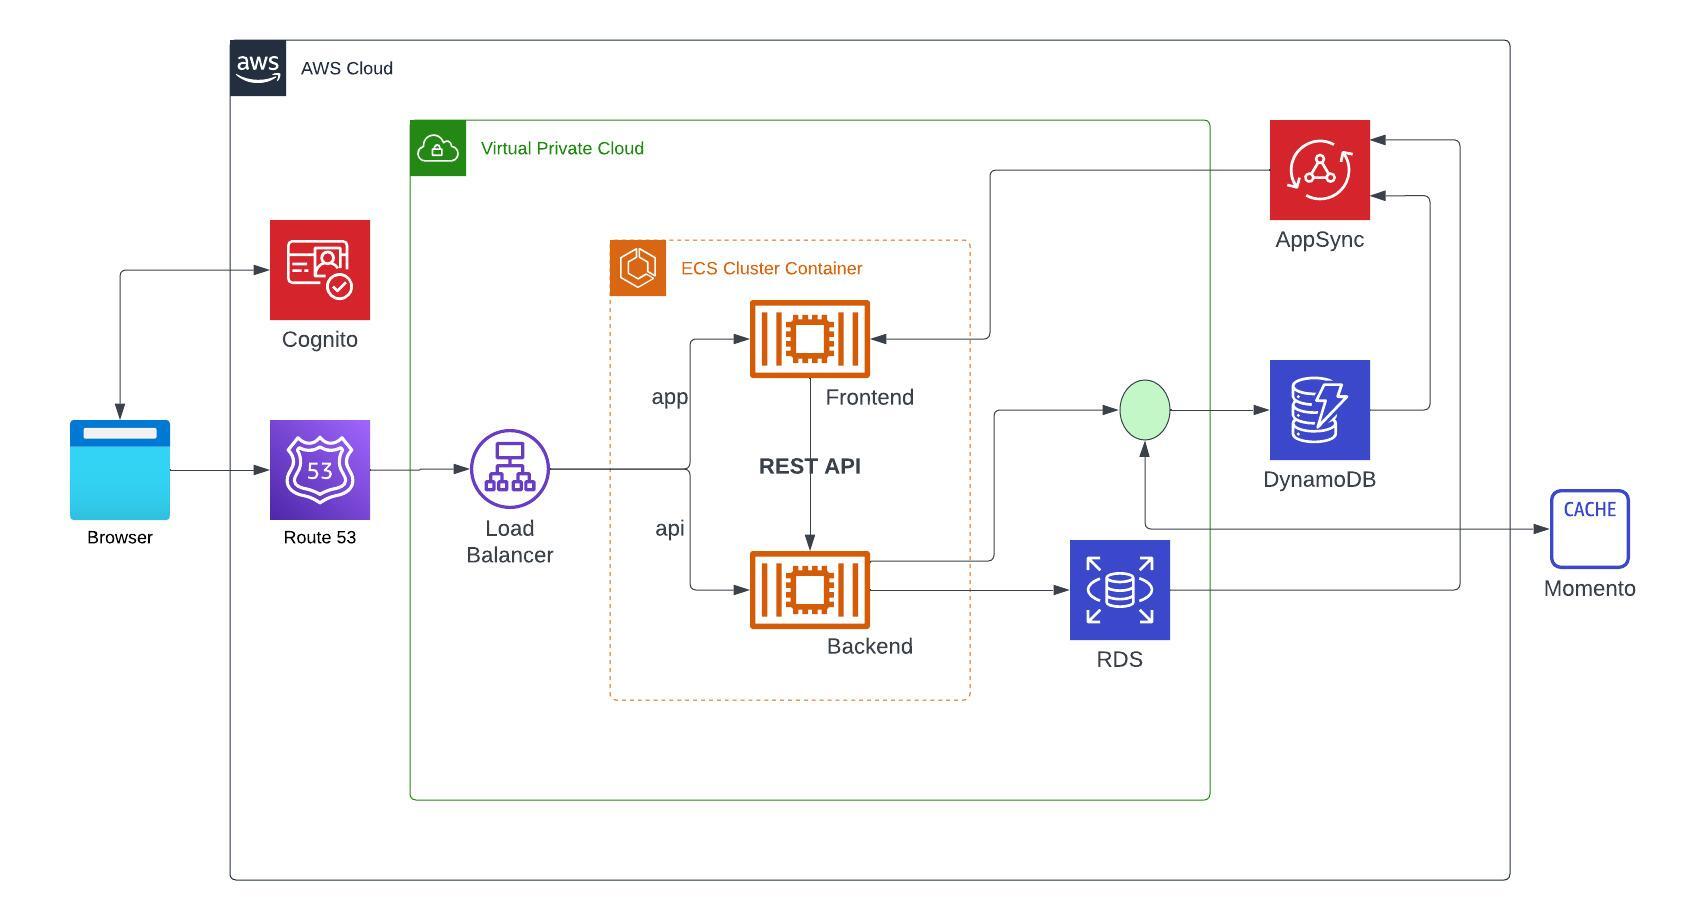 aws
AWS Cloud
Virtual Private Cloud
AppSync
Cognito
ECS Cluster Container
app
Frontend
REST API
DynamoDB
CACHE
53
Browser
Route 53
Load
Balancer
api
Momento
Backend
RDS